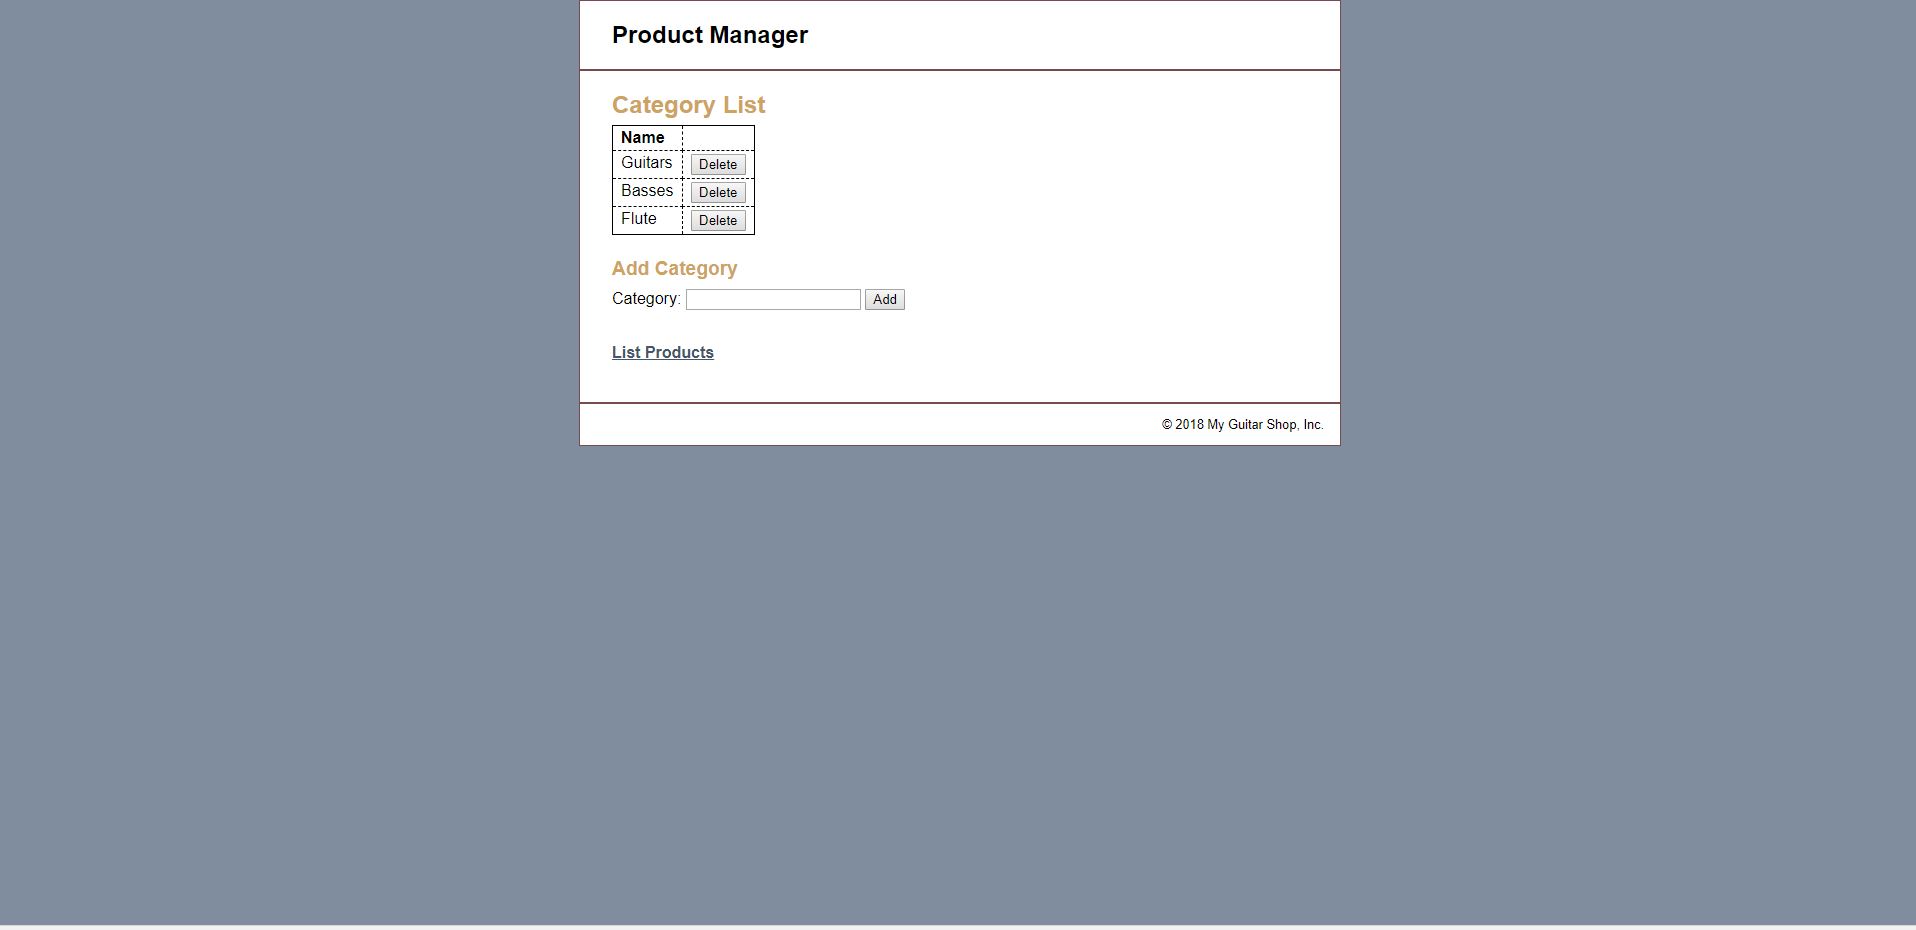 Product Manager
Category List
Name
Guitars Delete
Basses Delete
Flute Delete
Add Category
Category: Add
List Products
© 2018 My Guitar Shop, Inc.